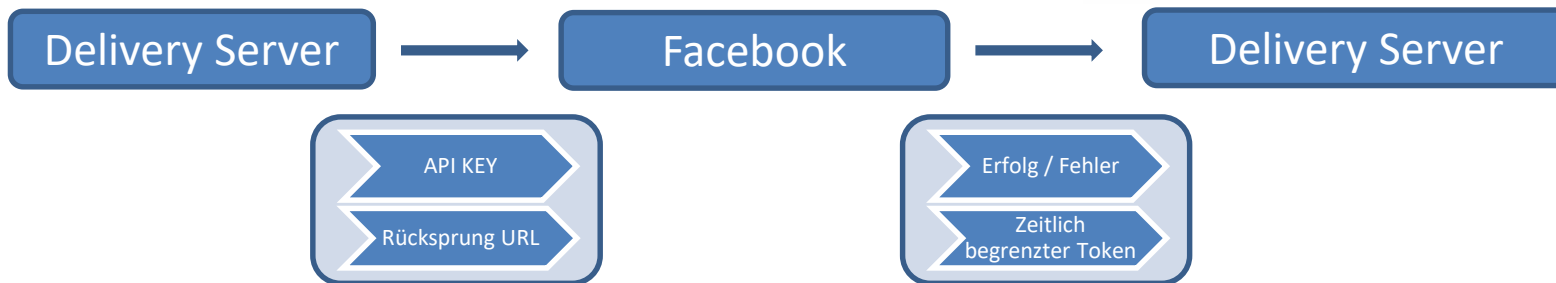 Delivery Server
Facebook
Delivery Server
API KEY
Rücksprung URL
Erfolg / Fehler
Zeitlich
begrenzter Token